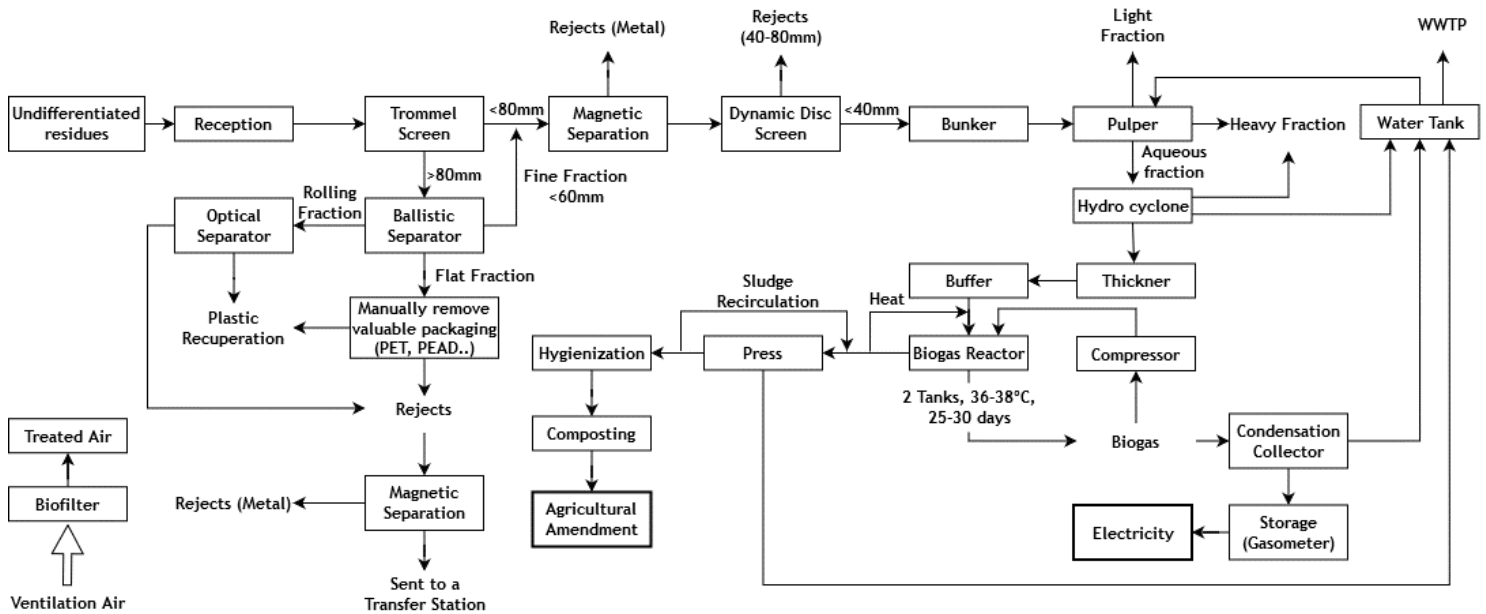 Rejects (Metal)
Rejects
(40-80mm)
Light
Fraction
WWTP
Undifferentiated
residues
Reception
Trommel
Screen
<80mm
Magnetic
Separation
Dynamic Disc
Screen
<40mm
Bunker
Pulper
Heavy Fraction
Water Tank
>80mm
Fine Fraction
<60mm
Aqueous
fraction
Optical
Separator
Rolling
Fraction
Ballistic
Separator
Hydro cyclone
Flat Fraction
Sludge
Recirculation
Heat
Buffer
Thickner
Plastic
Recuperation
Manually remove
valuable packaging
(PET, PEAD..)
Hygienization
Press
Biogas Reactor
Compressor
2 Tanks, 36-38°C,
25-30 days
Rejects
Treated Air
Composting
Biogas
Condensation
Collector
Biofilter
Rejects (Metal)
Magnetic
Separation
Agricultural
Amendment
Electricity
Storage
(Gasometer)
Ventilation Air
Sent to a
Transfer Station